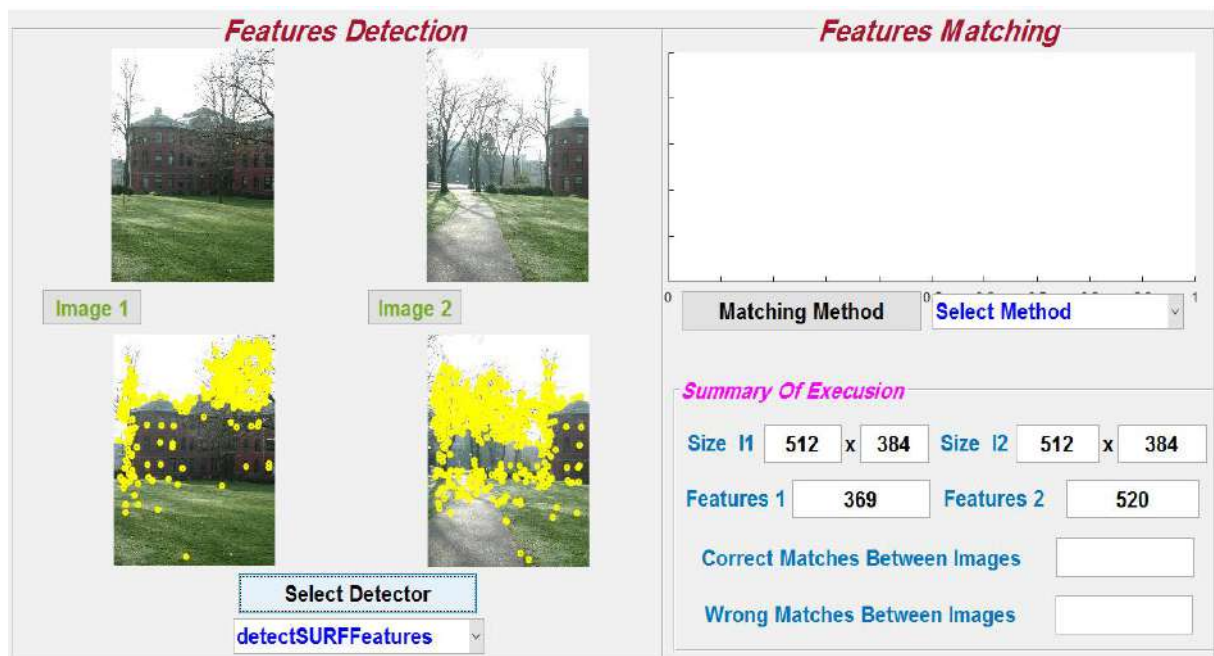 Features Detection
Image 1
Image 2
Select Detector
detectSURFFeatures
Features Matching
0
1
Matching Method
Select Method
Summary Of Execusion
Size I1 512 x 384 Size I2 512 x 384
Features 1 369 Features 2 520
Correct Matches Between Images
Wrong Matches Between Images